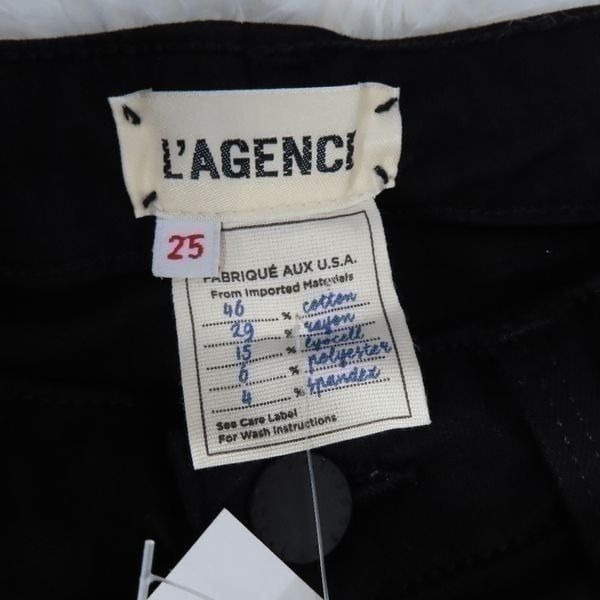 L'AGENCE
25
FABRIQUÉ AUX U.S.A.
From Imported Materials
46 % cotton
29 % rayon
15 % lyocell
6 % polyester
4 % spandex
See Care Label
For Wash Instructions